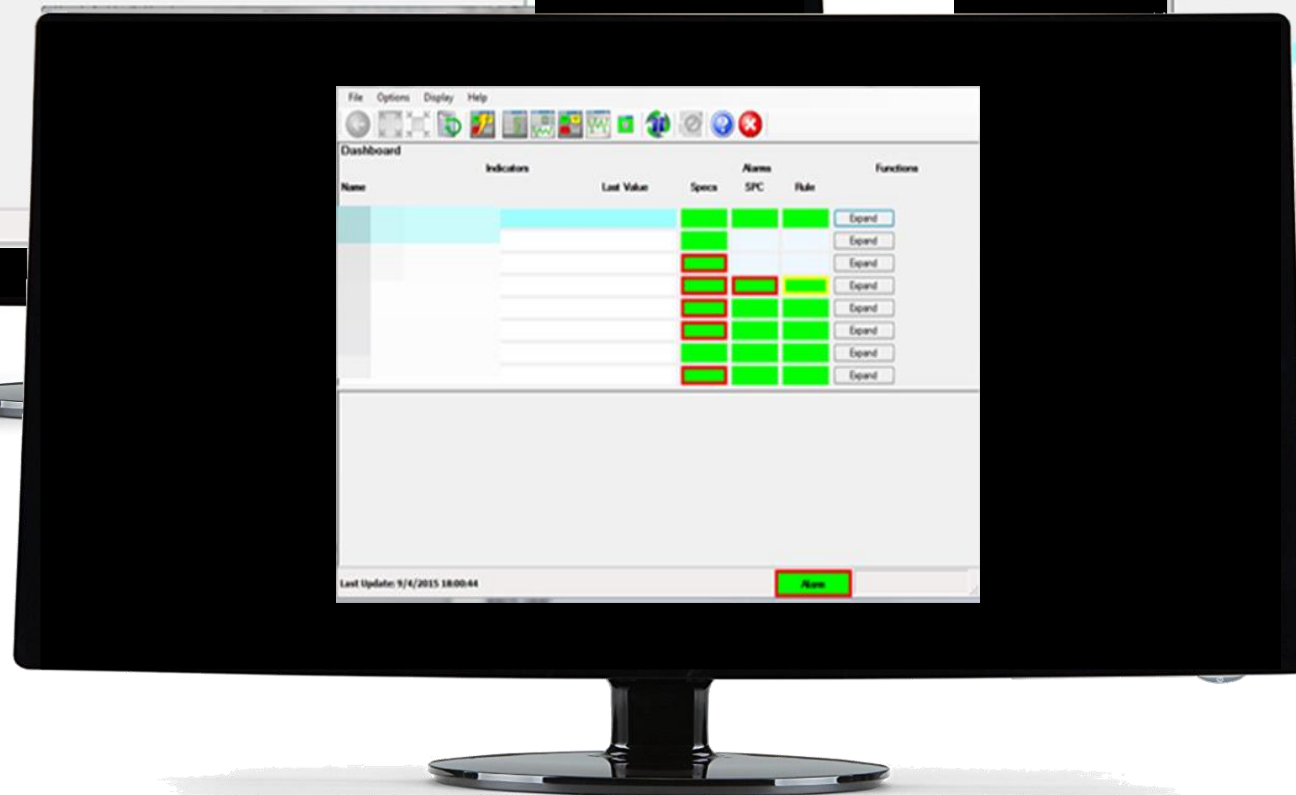 File Options Display Help
Dashboard
Indicators Alarms Functions
Name Last Value Specs SPC Rule
Expand
Expand
Expand
Expand
Expand
Expand
Expand
Expand
Last Update: 9/4/2015 18:00:44 Alarm